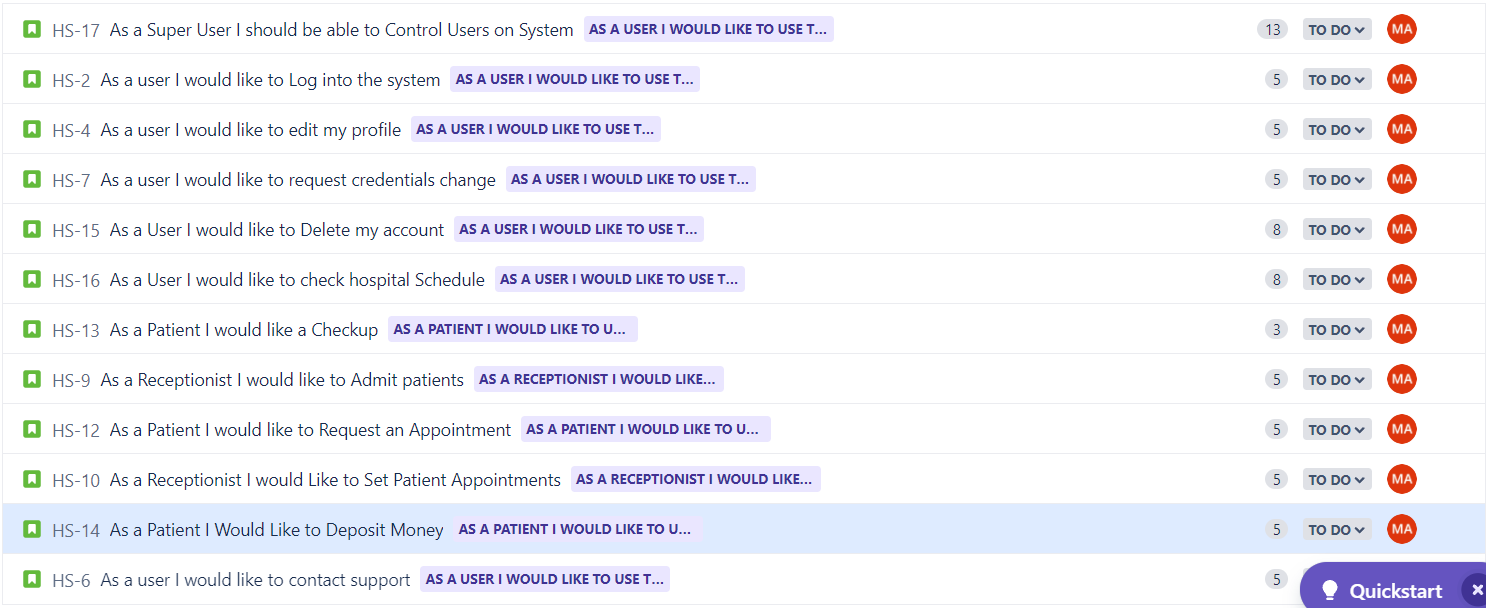 HS-17 As a Super User I should be able to Control Users on System AS A USER I WOULD LIKE TO USE T... 13 TO DO MA
HS-2 As a user I would like to Log into the system AS A USER I WOULD LIKE TO USE T... 5 TO DO MA
HS-4 As a user I would like to edit my profile AS A USER I WOULD LIKE TO USE T... 5 TO DO MA
HS-7 As a user I would like to request credentials change AS A USER I WOULD LIKE TO USE T... 5 TO DO MA
HS-15 As a User I would like to Delete my account AS A USER I WOULD LIKE TO USE T... 8 TO DO MA
HS-16 As a User I would like to check hospital Schedule AS A USER I WOULD LIKE TO USE T... 8 TO DO MA
HS-13 As a Patient I would like a Checkup AS A PATIENT I WOULD LIKE TO U... 3 TO DO MA
HS-9 As a Receptionist I would like to Admit patients AS A RECEPTIONIST I WOULD LIKE... 5 TO DO MA
HS-12 As a Patient I would like to Request an Appointment AS A PATIENT I WOULD LIKE TO U... 5 TO DO MA
HS-10 As a Receptionist I would Like to Set Patient Appointments AS A RECEPTIONIST I WOULD LIKE... 5 TO DO MA
HS-14 As a Patient I Would Like to Deposit Money AS A PATIENT I WOULD LIKE TO U... 5 TO DO MA
HS-6 As a user I would like to contact support AS A USER I WOULD LIKE TO USE T... 5
Quickstart